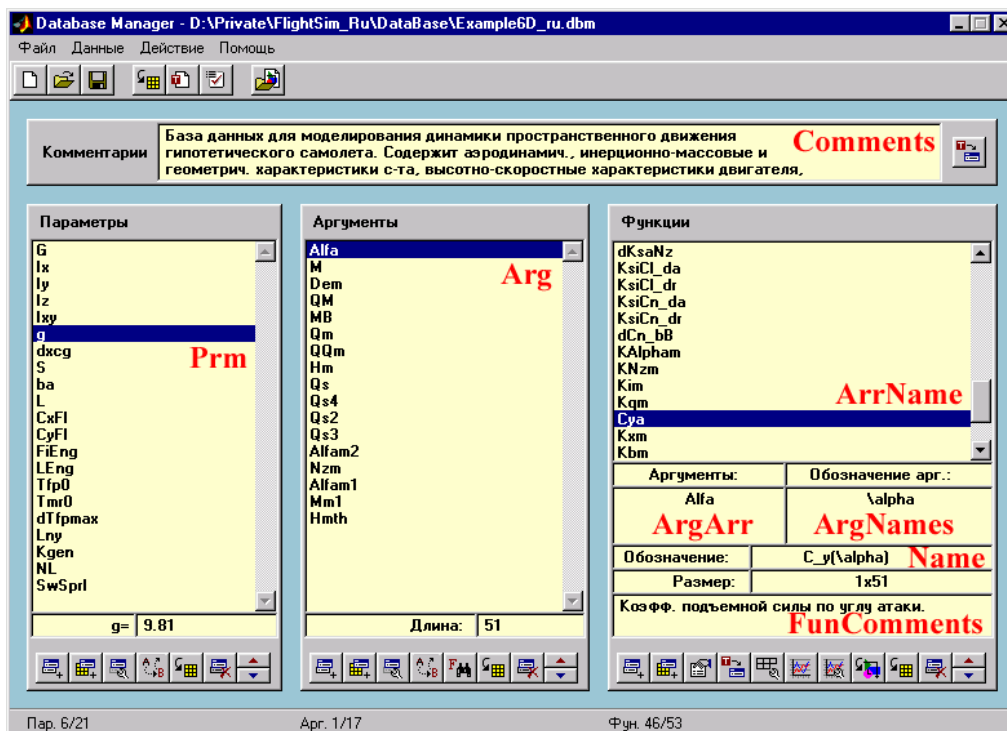 Database Manager - D:\Private\FlightSim_Ru\DataBase\Example6D_ru.dbm
Файл Данные Действие Помощь
Комментарии
База данных для моделирования динамики пространственного движения
гипотетического самолета. Содержит аэродинамич., инерционно-массовые и
геометрич. характеристики с-та, высотно-скоростные характеристики двигателя,
Comments
Параметры
G
Ix
Iy
Iz
Ixy
g
dxcg
S
ba
L
CxFl
CyFl
FiEng
LEng
Tfp0
Tmr0
dTfpmax
Lny
Kgen
NL
SwSprl
Prm
g= 9.81
Аргументы
Alfa
M
Dem
QM
MB
Qm
QQm
Hm
Qs
Qs4
Qs2
Qs3
Alfam2
Nzm
Alfam1
Mm1
Hmth
Arg
Длина: 51
Функции
dKsaNz
KsiCl_da
KsiCl_dr
KsiCn_da
KsiCn_dr
dCn_bB
KAlpham
KNzm
Kim
Kqm
Cya
Kxm
Kbm
ArrName
Аргументы: Обозначение арг.:
Alfa \alpha
ArgArr ArgNames
Обозначение: C_y(\alpha) Name
Размер: 1x51
Коэфф. подъемной силы по углу атаки.
FunComments
Пар. 6/21 Арг. 1/17 Фун. 46/53